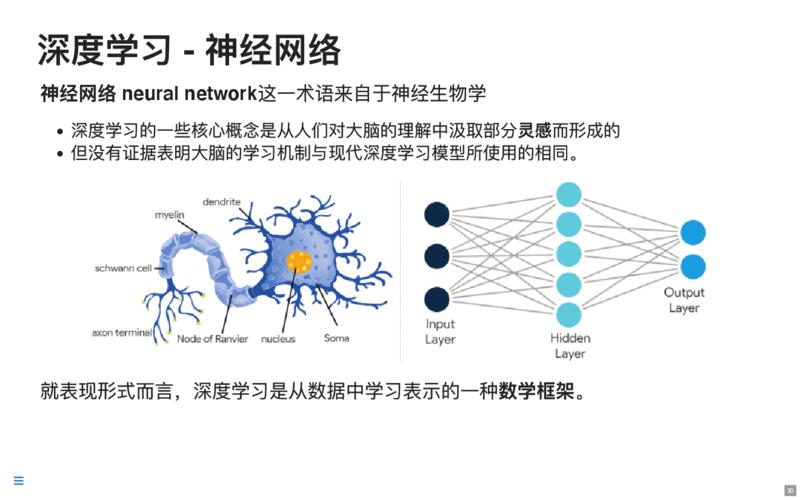 深度学习 - 神经网络
神经网络 neural network这一术语来自于神经生物学
• 深度学习的一些核心概念是从人们对大脑的理解中汲取部分灵感而形成的
• 但没有证据表明大脑的学习机制与现代深度学习模型所使用的相同。
dendrite
myelin
schwann cell
axon terminal
Node of Ranvier
nucleus
Soma
Input
Layer
Hidden
Layer
Output
Layer
就表现形式而言，深度学习是从数据中学习表示的一种数学框架。
30